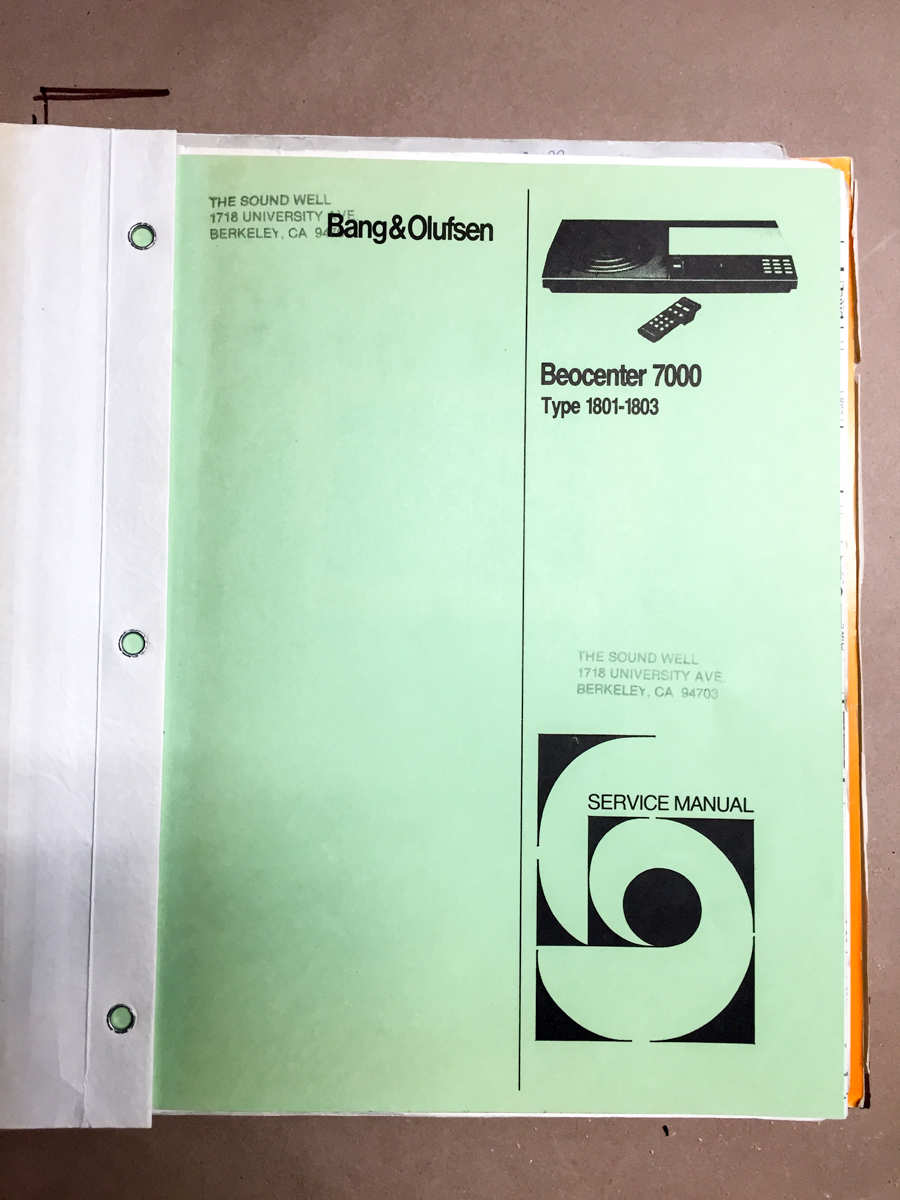 THE SOUND WELL
1718 UNIVERSITY AVE
BERKELEY, CA
Bang&Olufsen
Beocenter 7000
Type 1801-1803
THE SOUND WELL
1718 UNIVERSITY AVE.
BERKELEY, CA 94703
SERVICE MANUAL